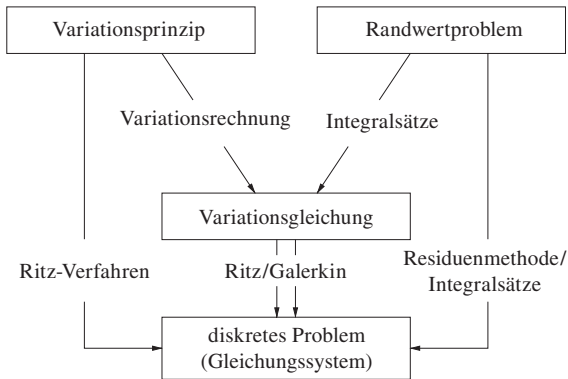 Variationsprinzip
Randwertproblem
Variationsrechnung
Integralsätze
Variationsgleichung
Ritz-Verfahren
Ritz/Galerkin
Residuenmethode/
Integralsätze
diskretes Problem
(Gleichungssystem)